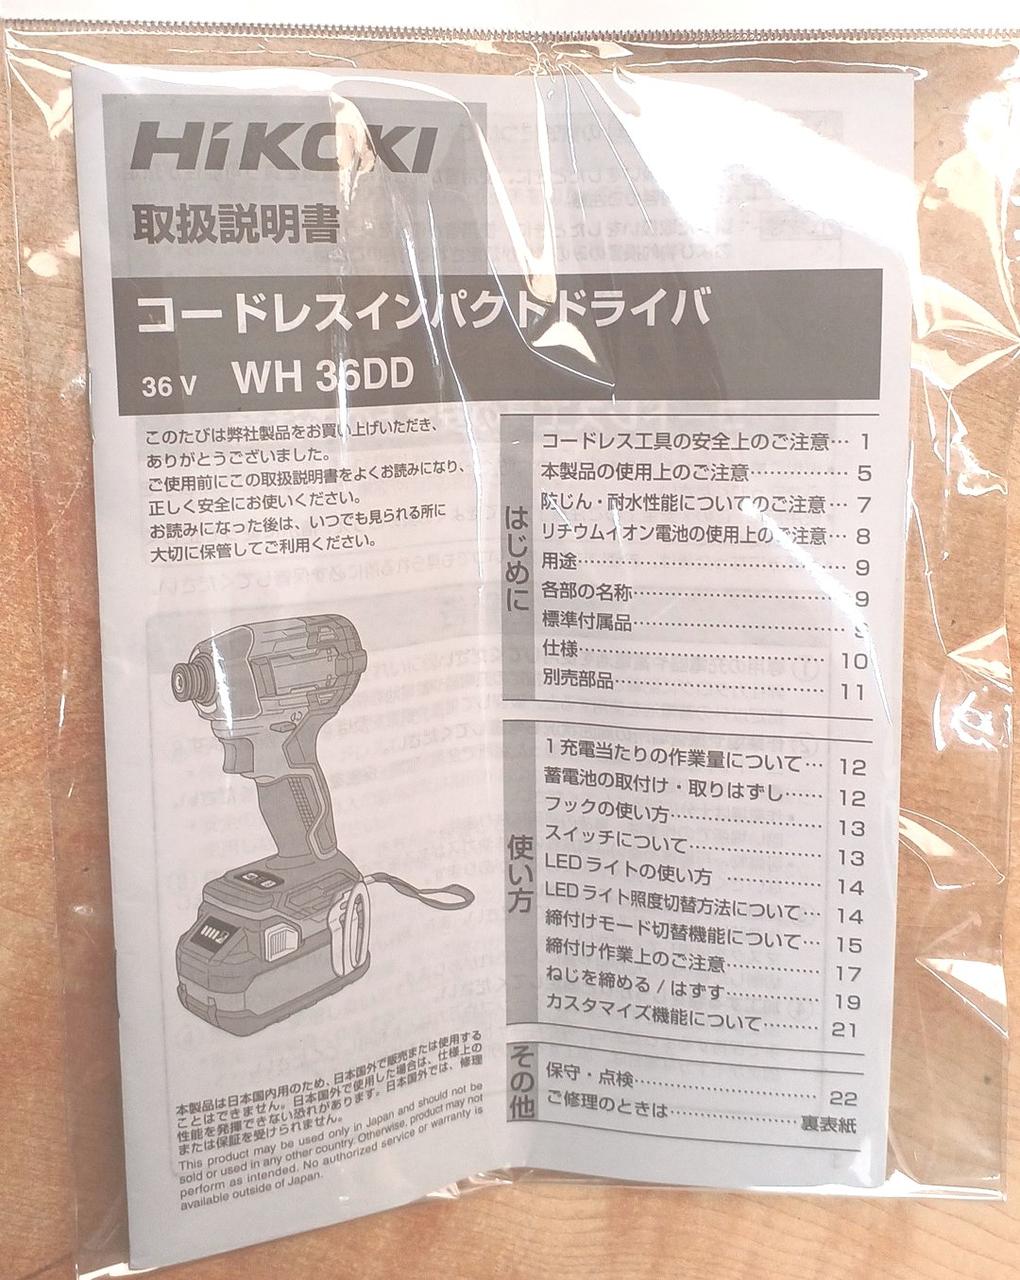 HiKOKI
取扱説明書
コードレスインパクトドライバ
36 V WH 36DD
このたびは弊社製品をお買い上げいただき、
ありがとうございました。
ご使用前にこの取扱説明書をよくお読みになり、
正しく安全にお使いください。
お読みになった後は、いつでも見られる所に
大切に保管してご利用ください。
はじめに
コードレス工具の安全上のご注意… 1
本製品の使用上のご注意…………… 5
防じん・耐水性能についてのご注意… 7
リチウムイオン電池の使用上のご注意… 8
用途…………………………………… 9
各部の名称…………………………… 9
標準付属品…………………………… 9
仕様…………………………………… 10
別売部品……………………………… 11
使い方
1充電当たりの作業量について… 12
蓄電池の取付け・取りはずし…… 12
フックの使い方…………………… 13
スイッチについて………………… 13
LEDライトの使い方 …………… 14
LEDライト照度切替方法について… 14
締付けモード切替機能について… 15
締付け作業上のご注意…………… 17
ねじを締める / はずす…………… 19
カスタマイズ機能について……… 21
その他
保守・点検………………………… 22
ご修理のときは…………………… 裏表紙
本製品は日本国内用のため、日本国外で販売または使用する
ことはできません。日本国外で使用した場合は、仕様上の
性能を発揮できない恐れがあります。日本国外では、修理
または保証を受けられません。
This product may be used only in Japan and should not be
sold or used in any other country. Otherwise, product may not
perform as intended. No authorized service or warranty is
available outside of Japan.